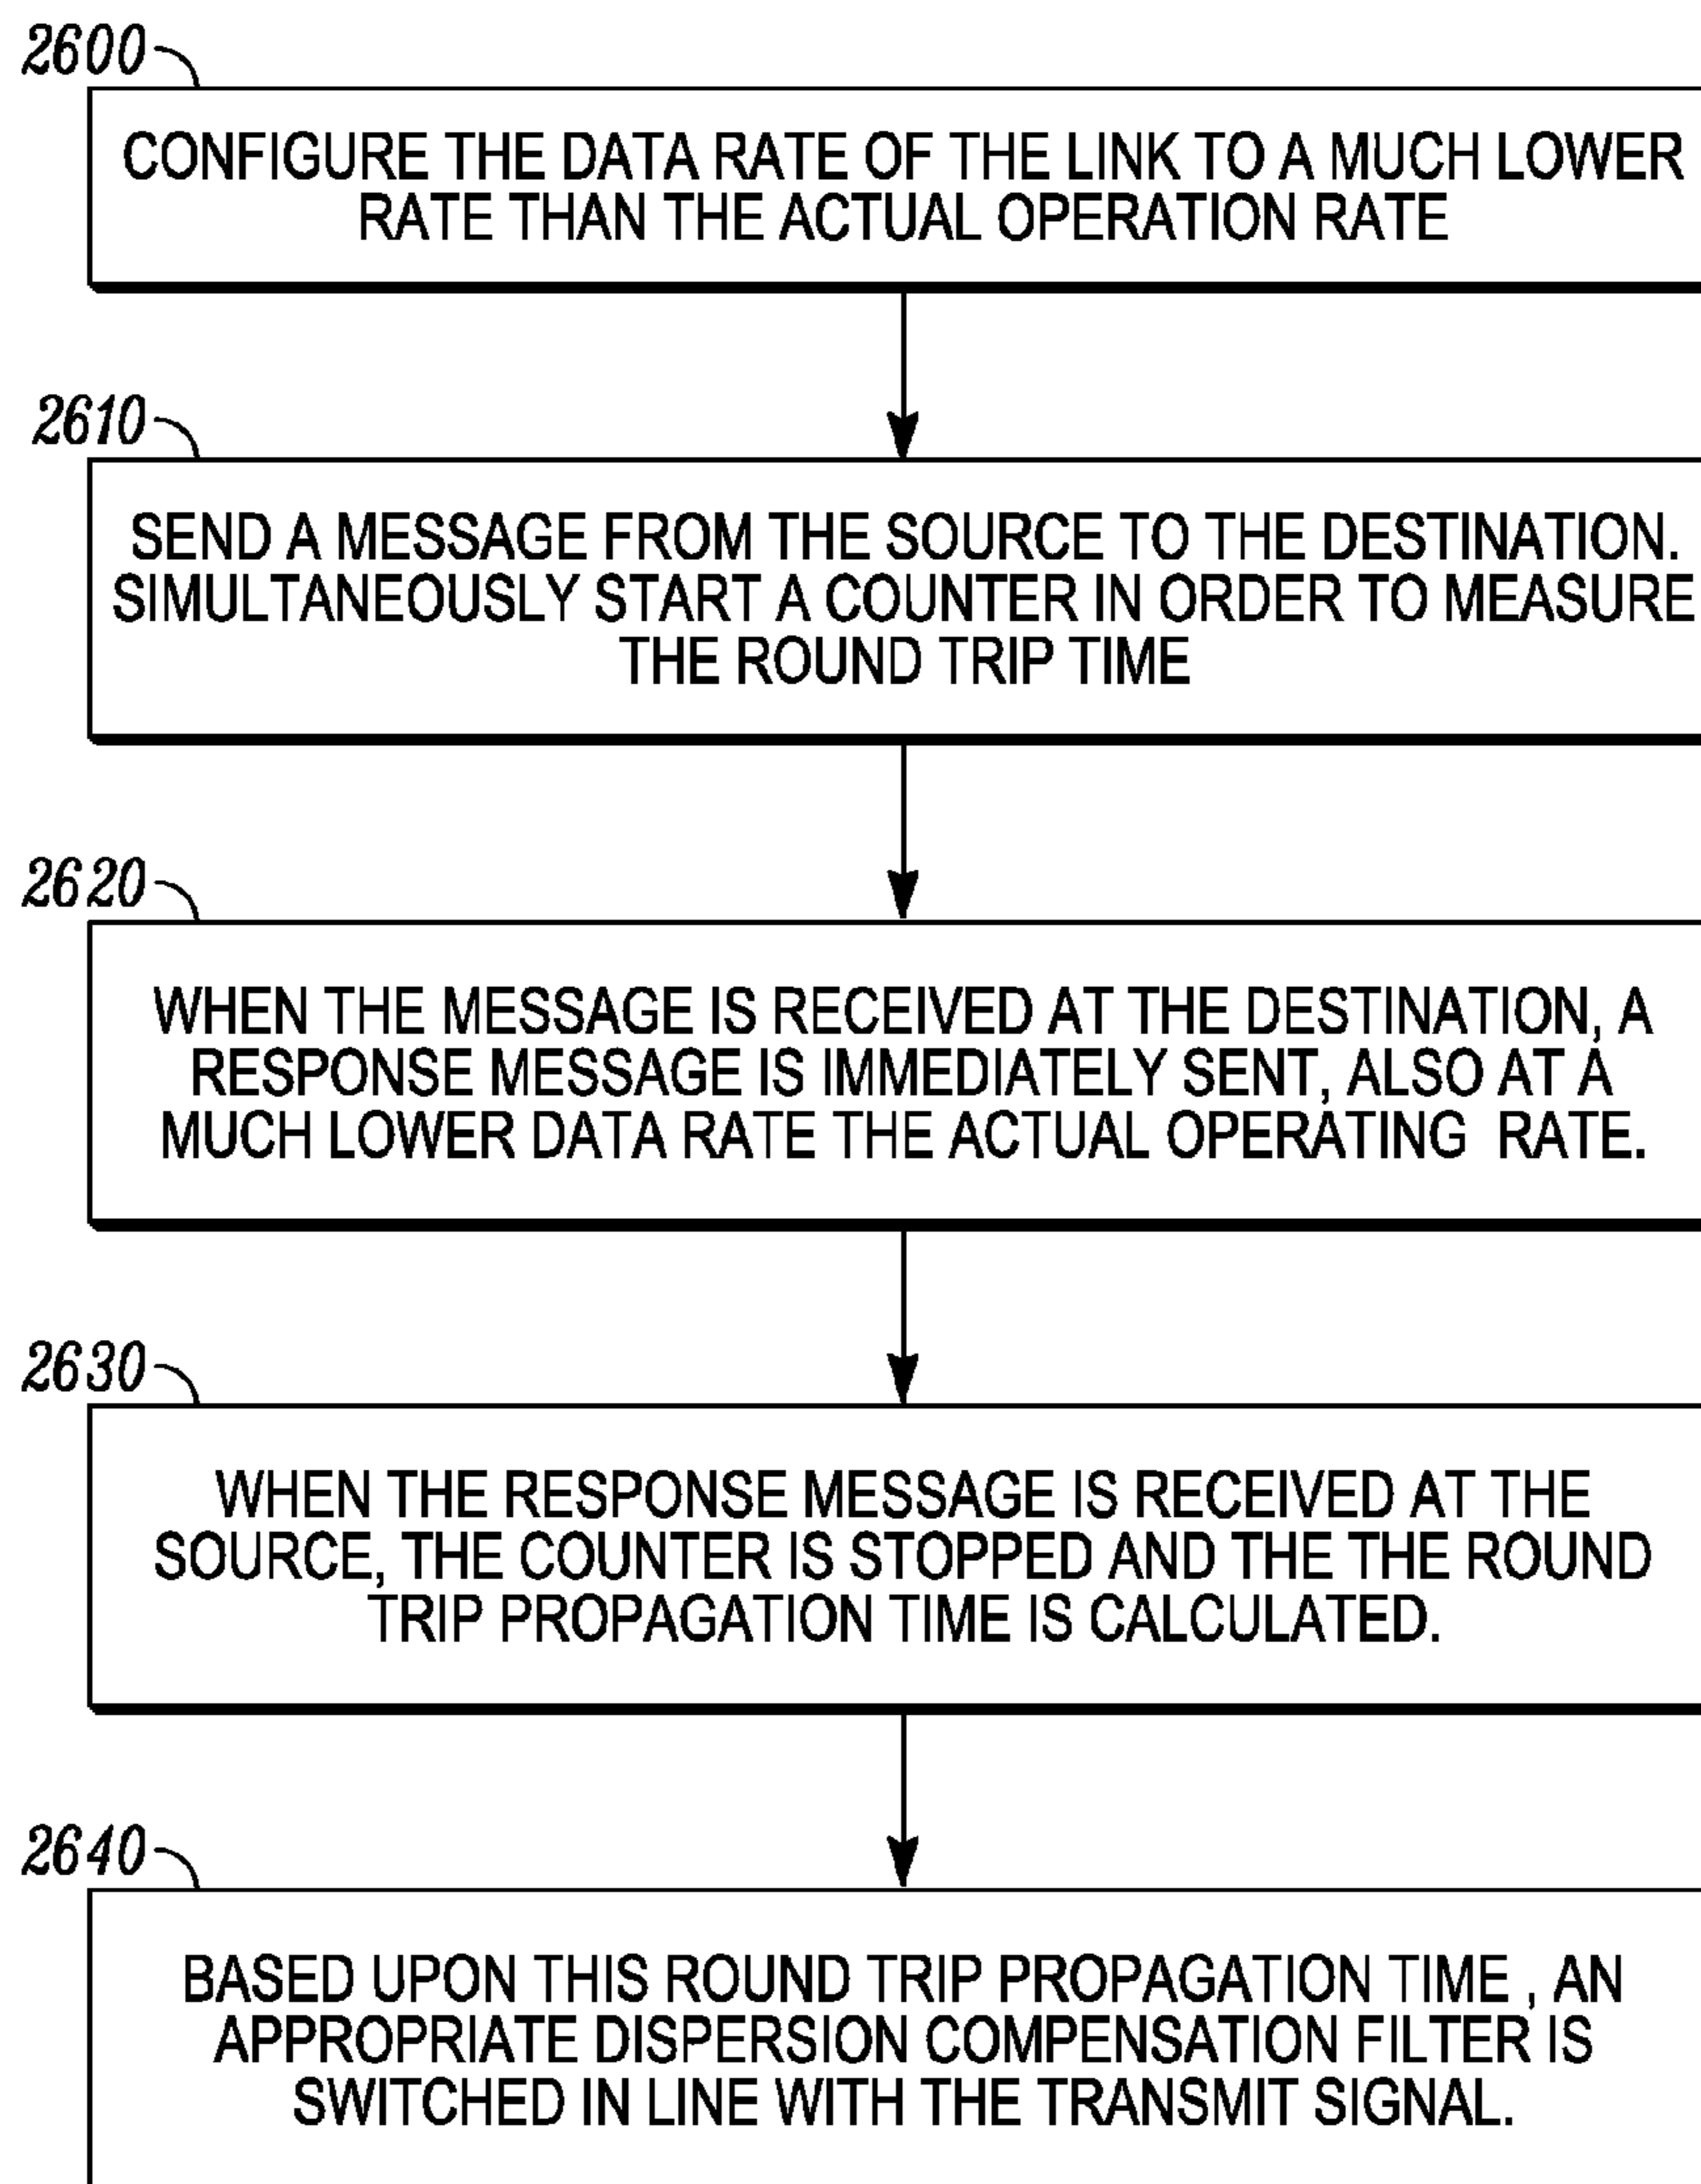 2600
CONFIGURE THE DATA RATE OF THE LINK TO A MUCH LOWER
RATE THAN THE ACTUAL OPERATION RATE
2610
SEND A MESSAGE FROM THE SOURCE TO THE DESTINATION.
SIMULTANEOUSLY START A COUNTER IN ORDER TO MEASURE
THE ROUND TRIP TIME
2620
WHEN THE MESSAGE IS RECEIVED AT THE DESTINATION, A
RESPONSE MESSAGE IS IMMEDIATELY SENT, ALSO AT A
MUCH LOWER DATA RATE THE ACTUAL OPERATING RATE.
2630
WHEN THE RESPONSE MESSAGE IS RECEIVED AT THE
SOURCE, THE COUNTER IS STOPPED AND THE THE ROUND
TRIP PROPAGATION TIME IS CALCULATED.
2640
BASED UPON THIS ROUND TRIP PROPAGATION TIME , AN
APPROPRIATE DISPERSION COMPENSATION FILTER IS
SWITCHED IN LINE WITH THE TRANSMIT SIGNAL.